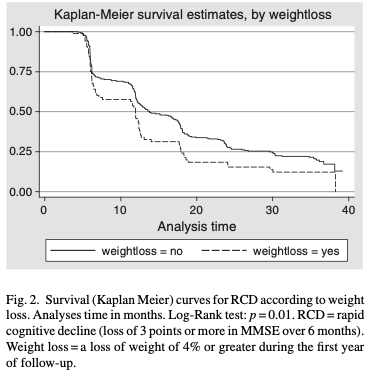 Kaplan-Meier survival estimates, by weightloss
1.00
0.75
0.50
0.25
0.00
0 10 20 30 40
Analysis time
weightloss = no weightloss = yes
Fig. 2. Survival (Kaplan Meier) curves for RCD according to weight
loss. Analyses time in months. Log-Rank test: p = 0.01. RCD = rapid
cognitive decline (loss of 3 points or more in MMSE over 6 months).
Weight loss = a loss of weight of 4% or greater during the first year
of follow-up.